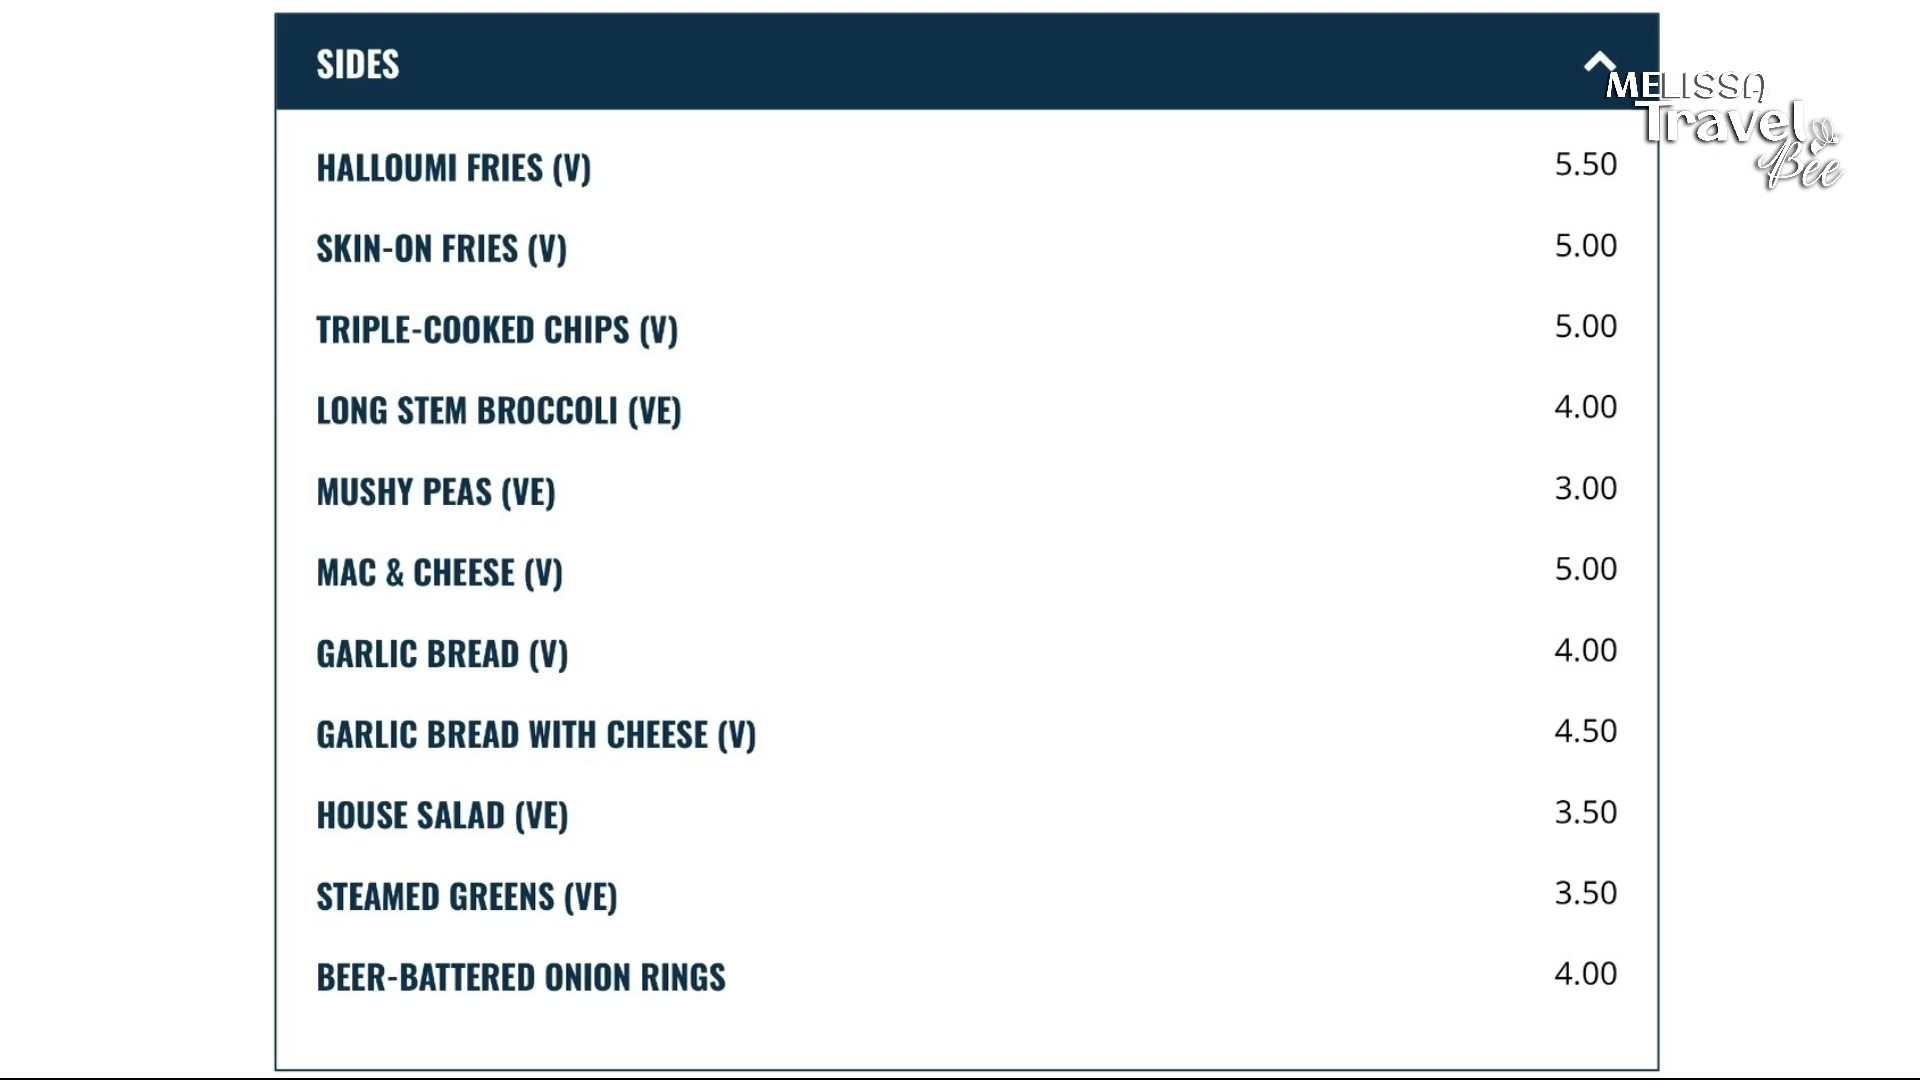 SIDES
MELISSA
Travel
Bee
HALLOUMI FRIES (V) 5.50
SKIN-ON FRIES (V) 5.00
TRIPLE-COOKED CHIPS (V) 5.00
LONG STEM BROCCOLI (VE) 4.00
MUSHY PEAS (VE) 3.00
MAC & CHEESE (V) 5.00
GARLIC BREAD (V) 4.00
GARLIC BREAD WITH CHEESE (V) 4.50
HOUSE SALAD (VE) 3.50
STEAMED GREENS (VE) 3.50
BEER-BATTERED ONION RINGS 4.00